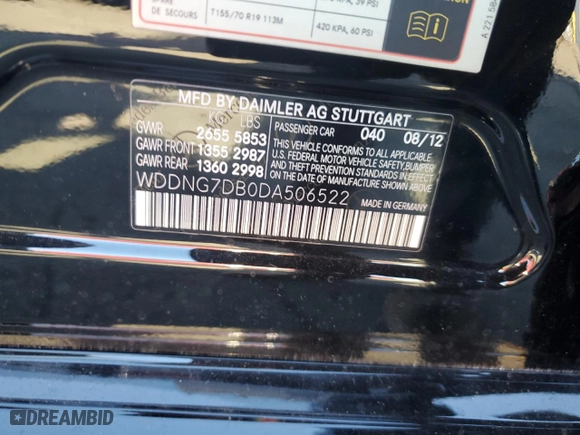 DE SECOURS T155/70 R19 113M 420 KPA, 60 PSI
MFD BY DAIMLER AG STUTTGART
KG LBS
GWR 2655 5853 PASSENGER CAR 040 08/12
GAWR FRONT 1355 2987
GAWR REAR 1360 2998
THIS VEHICLE CONFORMS TO ALL APPLICABLE
U.S. FEDERAL MOTOR VEHICLE SAFETY, BUMPER
AND THEFT PREVENTION STANDARDS IN EFFECT ON
THE DATE OF MANUFACTURE SHOWN ABOVE.
WDDNG7DB0DA506522
MADE IN GERMANY
DREAMBID